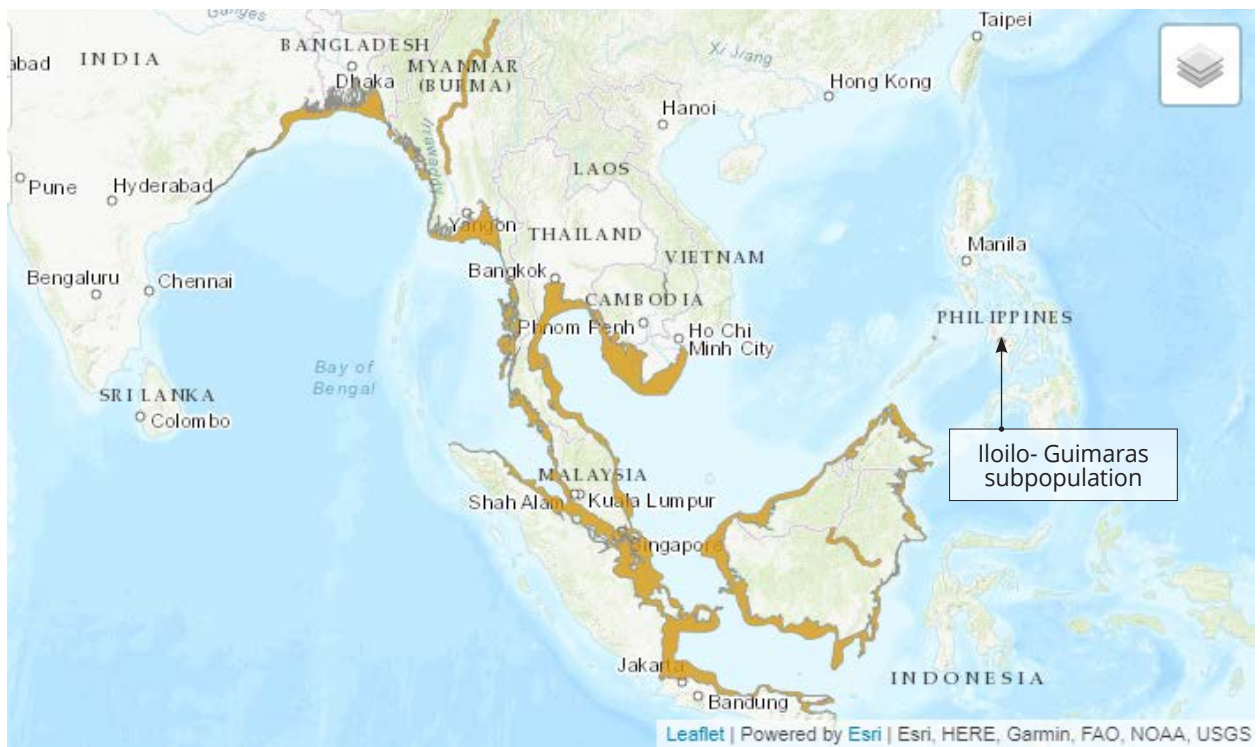 Ganges
Taipei
INDIA
BANGLADESH
Xi Jiang
abad
Dhaka
MYANMAR
(BURMA)
Hong Kong
Hanoi
Irrawaddy
LAOS
Pune
Hyderabad
Yangon
THAILAND
Manila
VIETNAM
Bengaluru
Chennai
Bangkok
CAMBODIA
PHILIPPINES
Phnom Penh
Ho Chi
Minh City
Bay of
Bengal
SRI LANKA
Colombo
Iloilo- Guimaras
subpopulation
MALAYSIA
Shah Alam
Kuala Lumpur
Singapore
Jakarta
INDONESIA
Bandung
Leaflet | Powered by Esri | Esri, HERE, Garmin, FAO, NOAA, USGS